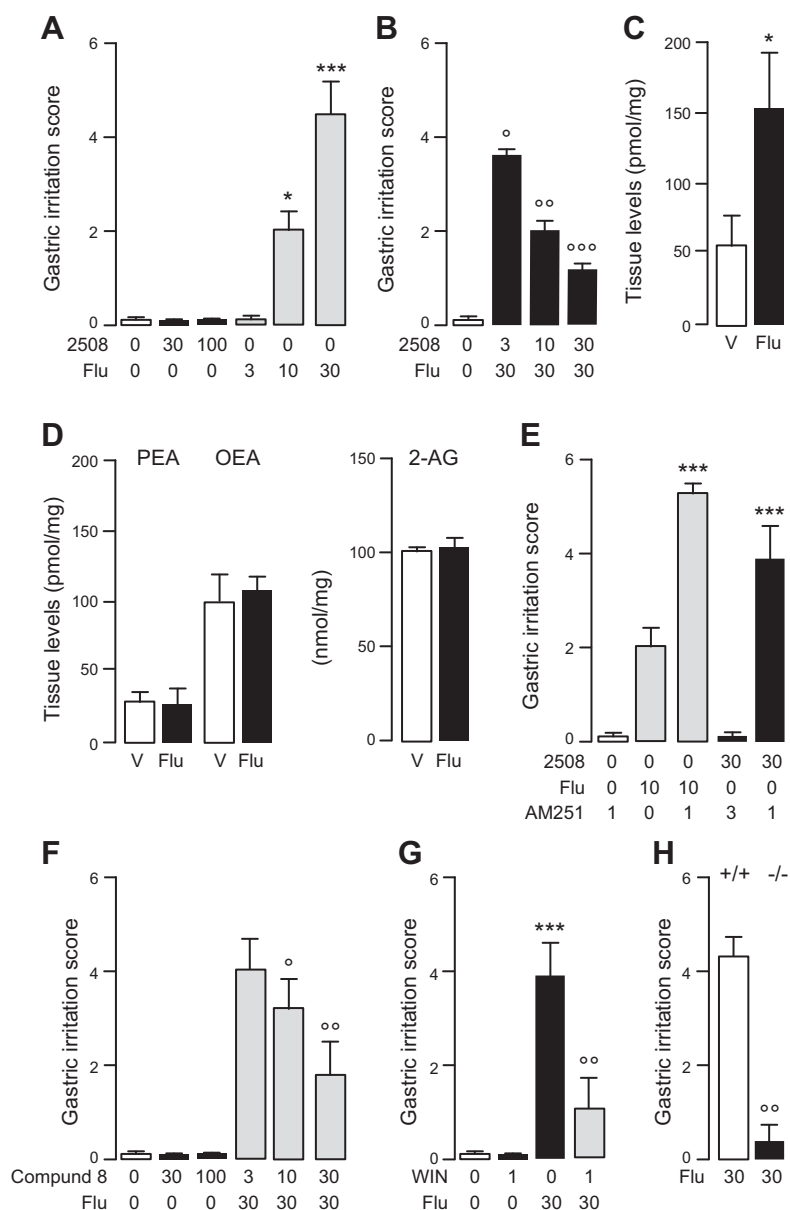 A
Gastric irritation score
6
4
2
0
*
***
2508 0 30 100 0 0 0
Flu 0 0 0 3 10 30
B
Gastric irritation score
6
4
2
0
°
°°
°°°
2508 0 3 10 30
Flu 0 30 30 30
C
Tissue levels (pmol/mg)
200
150
100
50
0
*
V Flu
D
Tissue levels (pmol/mg)
200
150
100
50
0
PEA OEA
V Flu V Flu
(nmol/mg)
150
100
50
0
2-AG
V Flu
E
Gastric irritation score
6
4
2
0
***
***
2508 0 0 0 30 30
Flu 0 10 10 0 0
AM251 1 0 1 3 1
F
Gastric irritation score
6
4
2
0
°
°°
Compund 8 0 30 100 3 10 30
Flu 0 0 0 30 30 30
G
Gastric irritation score
6
4
2
0
***
°°
WIN 0 1 0 1
Flu 0 0 30 30
H
Gastric irritation score
6
4
2
0
+/+ -/-
°°
Flu 30 30